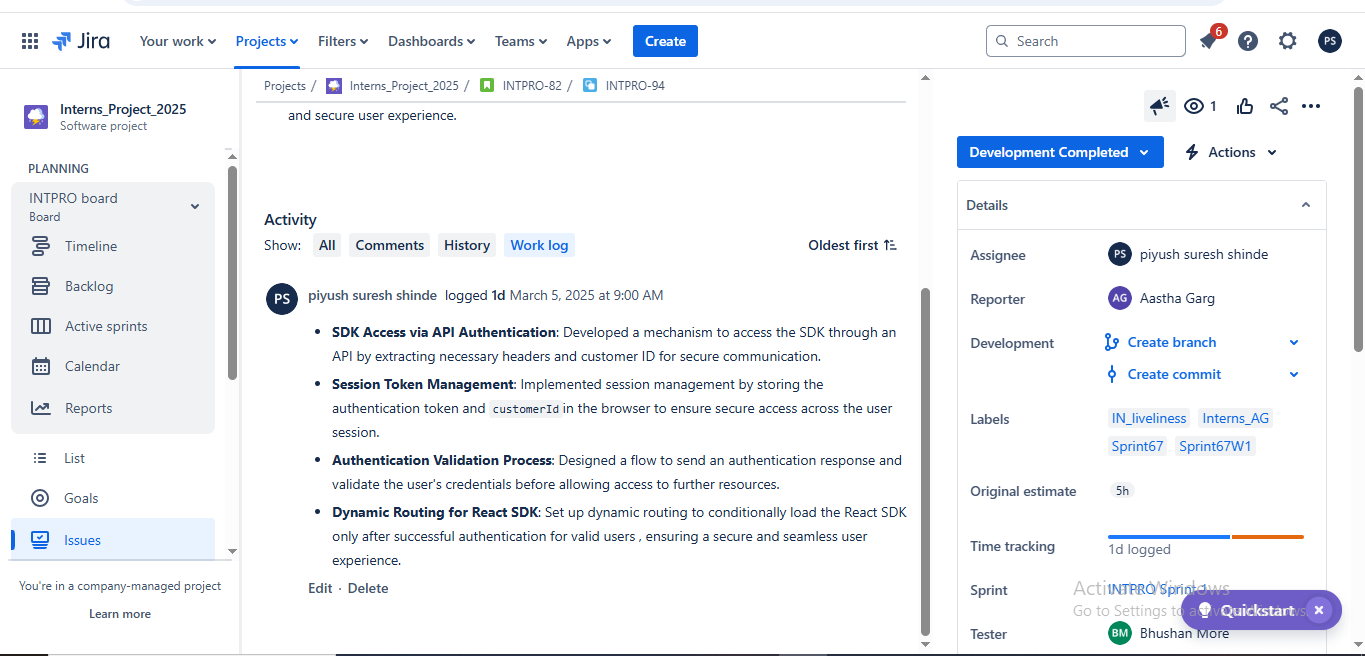 Jira
Your work
Projects
Filters
Dashboards
Teams
Apps
Create
Search
6
PS
Interns_Project_2025
Software project
PLANNING
INTPRO board
Board
Timeline
Backlog
Active sprints
Calendar
Reports
List
Goals
Issues
You're in a company-managed project
Learn more
Projects / Interns_Project_2025 / INTPRO-82 / INTPRO-94
and secure user experience.
Activity
Show: All Comments History Work log
Oldest first
PS
piyush suresh shinde logged 1d March 5, 2025 at 9:00 AM
• SDK Access via API Authentication: Developed a mechanism to access the SDK through an
API by extracting necessary headers and customer ID for secure communication.
• Session Token Management: Implemented session management by storing the
authentication token and customerId in the browser to ensure secure access across the user
session.
• Authentication Validation Process: Designed a flow to send an authentication response and
validate the user's credentials before allowing access to further resources.
• Dynamic Routing for React SDK: Set up dynamic routing to conditionally load the React SDK
only after successful authentication for valid users , ensuring a secure and seamless user
experience.
Edit · Delete
1
Development Completed
Actions
Details
Assignee
PS piyush suresh shinde
Reporter
AG Aastha Garg
Development
Create branch
Create commit
Labels
IN_liveliness Interns_AG
Sprint67 Sprint67W1
Original estimate
5h
Time tracking
1d logged
Sprint
INTPRO Sprint 1
Activate Windows
Go to Settings to activate Windows.
Quickstart
Tester
BM Bhushan More